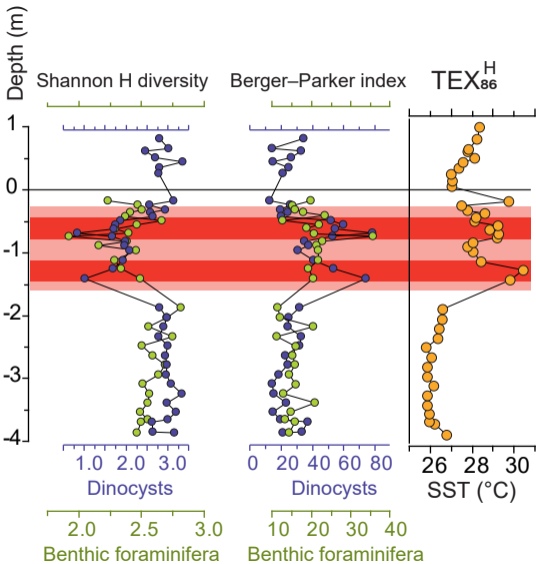 Depth (m)
Shannon H diversity
Berger–Parker index
TEX86H
1
0
-1
-2
-3
-4
1.0 2.0 3.0
0 20 40 60 80
26 28 30
Dinocysts
Dinocysts
SST (°C)
2.0 2.5 3.0
10 20 30 40
Benthic foraminifera
Benthic foraminifera